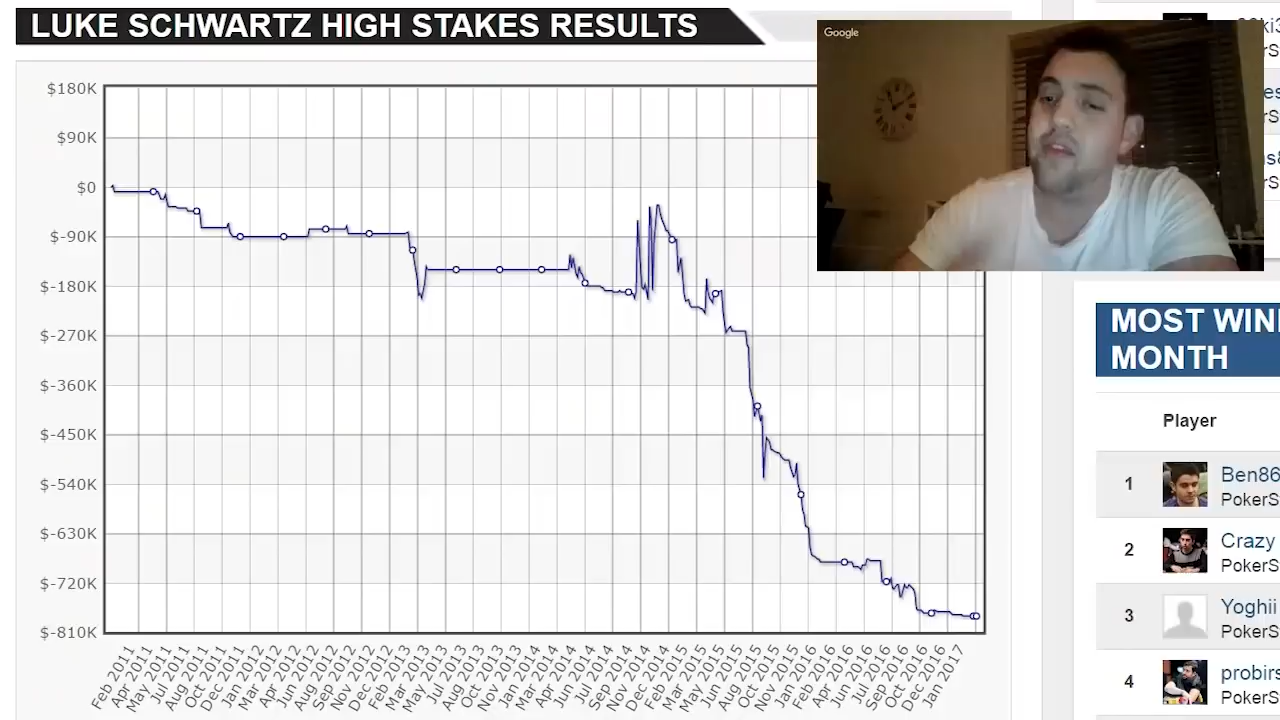 LUKE SCHWARTZ HIGH STAKES RESULTS
Google
$180K
$90K
$0
$-90K
$-180K
$-270K
$-360K
$-450K
$-540K
$-630K
$-720K
$-810K
Feb 2011
Apr 2011
May 2011
Jul 2011
Aug 2011
Oct 2011
Dec 2011
Jan 2012
Mar 2012
Apr 2012
Jun 2012
Aug 2012
Sep 2012
Nov 2012
Dec 2012
Feb 2013
Mar 2013
May 2013
Jul 2013
Aug 2013
Oct 2013
Nov 2013
Jan 2014
Mar 2014
Apr 2014
Jun 2014
Jul 2014
Sep 2014
Nov 2014
Dec 2014
Feb 2015
Mar 2015
May 2015
Jun 2015
Aug 2015
Oct 2015
Nov 2015
Jan 2016
Feb 2016
Apr 2016
Jun 2016
Jul 2016
Sep 2016
Oct 2016
Dec 2016
Jan 2017
MOST WIN
MONTH
Player
1
Ben86
PokerS
2
Crazy
PokerS
3
Yoghii
PokerS
4
probirs
PokerS